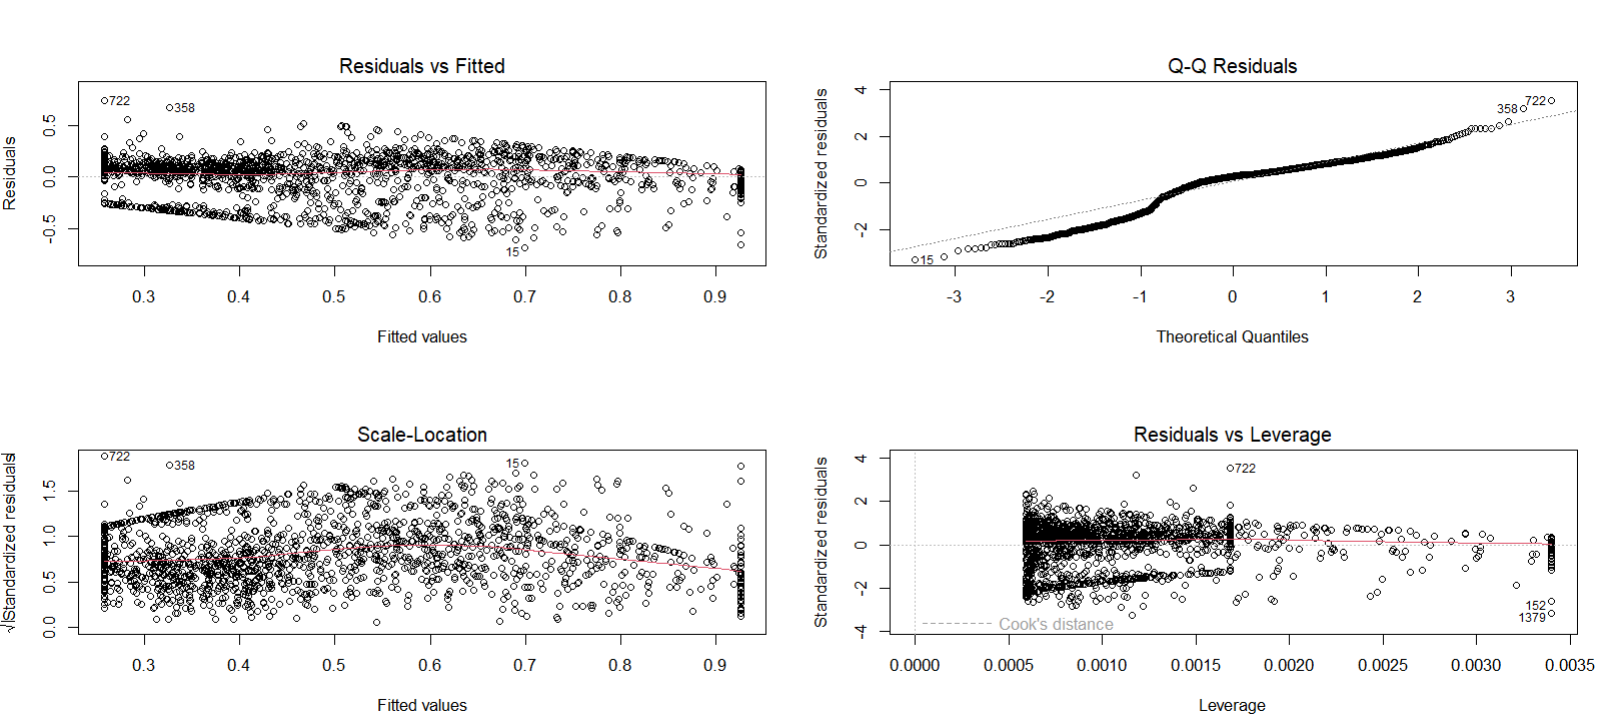 Residuals vs Fitted
Residuals
0.5
0.0
-0.5
722
358
15
0.3 0.4 0.5 0.6 0.7 0.8 0.9
Fitted values
Q-Q Residuals
Standardized residuals
4
2
0
-2
358
722
15
-3 -2 -1 0 1 2 3
Theoretical Quantiles
Scale-Location
√|Standardized residuals|
1.5
1.0
0.5
0.0
722
358
15
0.3 0.4 0.5 0.6 0.7 0.8 0.9
Fitted values
Residuals vs Leverage
Standardized residuals
4
2
0
-2
-4
722
152
1379
Cook's distance
0.0000 0.0005 0.0010 0.0015 0.0020 0.0025 0.0030 0.0035
Leverage